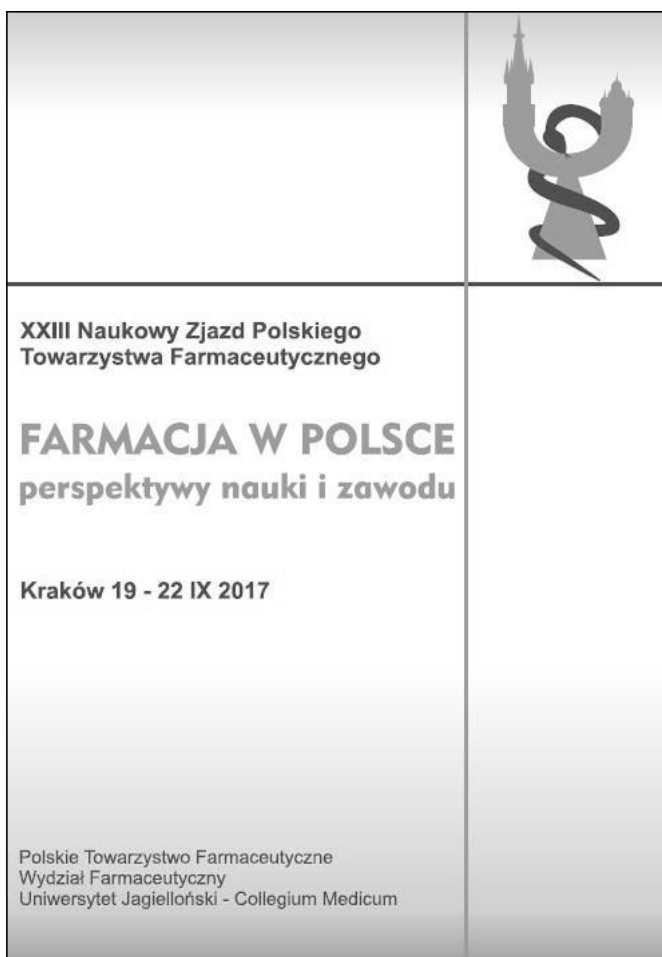 XXIII Naukowy Zjazd Polskiego
Towarzystwa Farmaceutycznego
FARMACJA W POLSCE
perspektywy nauki i zawodu
Kraków 19 - 22 IX 2017
Polskie Towarzystwo Farmaceutyczne
Wydział Farmaceutyczny
Uniwersytet Jagielloński - Collegium Medicum